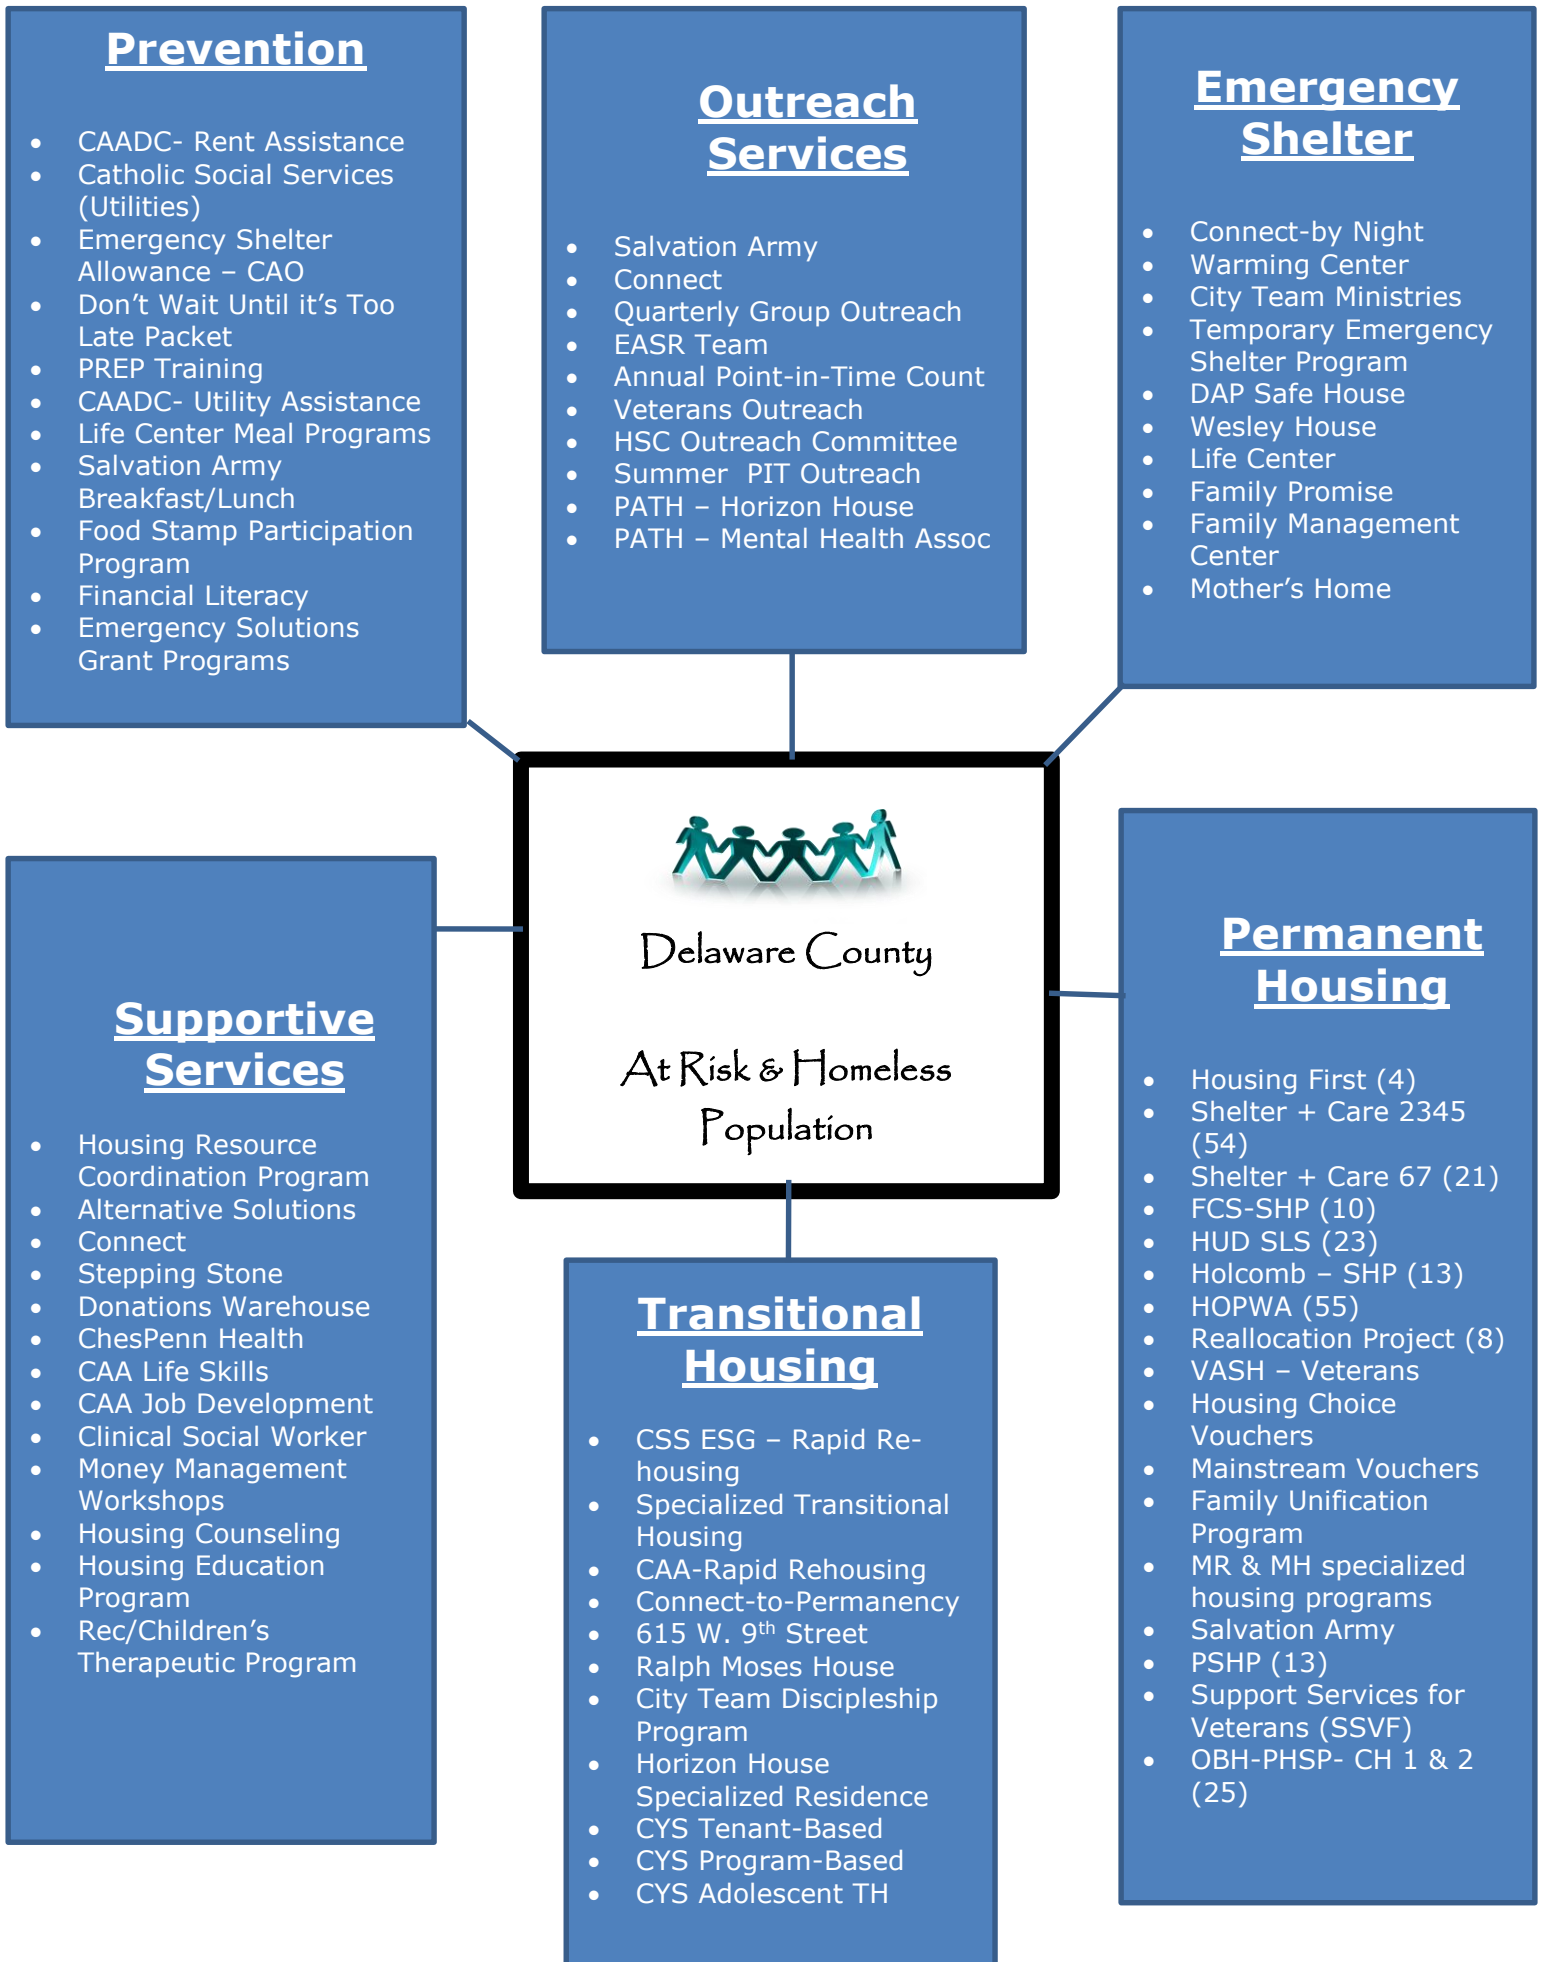 Prevention
• CAADC- Rent Assistance
• Catholic Social Services
(Utilities)
• Emergency Shelter
Allowance – CAO
• Don’t Wait Until it’s Too
Late Packet
• PREP Training
• CAADC- Utility Assistance
• Life Center Meal Programs
• Salvation Army
Breakfast/Lunch
• Food Stamp Participation
Program
• Financial Literacy
• Emergency Solutions
Grant Programs
Outreach
Services
• Salvation Army
• Connect
• Quarterly Group Outreach
• EASR Team
• Annual Point-in-Time Count
• Veterans Outreach
• HSC Outreach Committee
• Summer  PIT Outreach
• PATH – Horizon House
• PATH – Mental Health Assoc
Emergency
Shelter
• Connect-by Night
• Warming Center
• City Team Ministries
• Temporary Emergency
Shelter Program
• DAP Safe House
• Wesley House
• Life Center
• Family Promise
• Family Management
Center
• Mother’s Home
Delaware County
At Risk & Homeless
Population
Supportive
Services
• Housing Resource
Coordination Program
• Alternative Solutions
• Connect
• Stepping Stone
• Donations Warehouse
• ChesPenn Health
• CAA Life Skills
• CAA Job Development
• Clinical Social Worker
• Money Management
Workshops
• Housing Counseling
• Housing Education
Program
• Rec/Children’s
Therapeutic Program
Transitional
Housing
• CSS ESG – Rapid Re-
housing
• Specialized Transitional
Housing
• CAA-Rapid Rehousing
• Connect-to-Permanency
• 615 W. 9th Street
• Ralph Moses House
• City Team Discipleship
Program
• Horizon House
Specialized Residence
• CYS Tenant-Based
• CYS Program-Based
• CYS Adolescent TH
Permanent
Housing
• Housing First (4)
• Shelter + Care 2345
(54)
• Shelter + Care 67 (21)
• FCS-SHP (10)
• HUD SLS (23)
• Holcomb – SHP (13)
• HOPWA (55)
• Reallocation Project (8)
• VASH – Veterans
• Housing Choice
Vouchers
• Mainstream Vouchers
• Family Unification
Program
• MR & MH specialized
housing programs
• Salvation Army
• PSHP (13)
• Support Services for
Veterans (SSVF)
• OBH-PHSP- CH 1 & 2
(25)